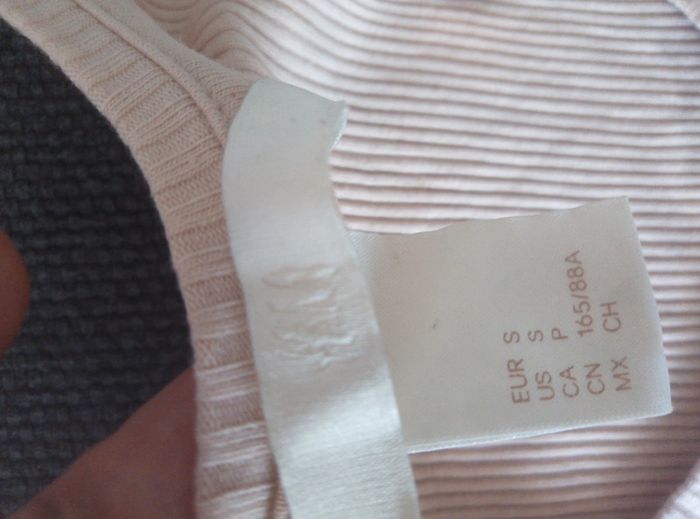 EUR S
US S
CA P
CN 165/88A
MX CH